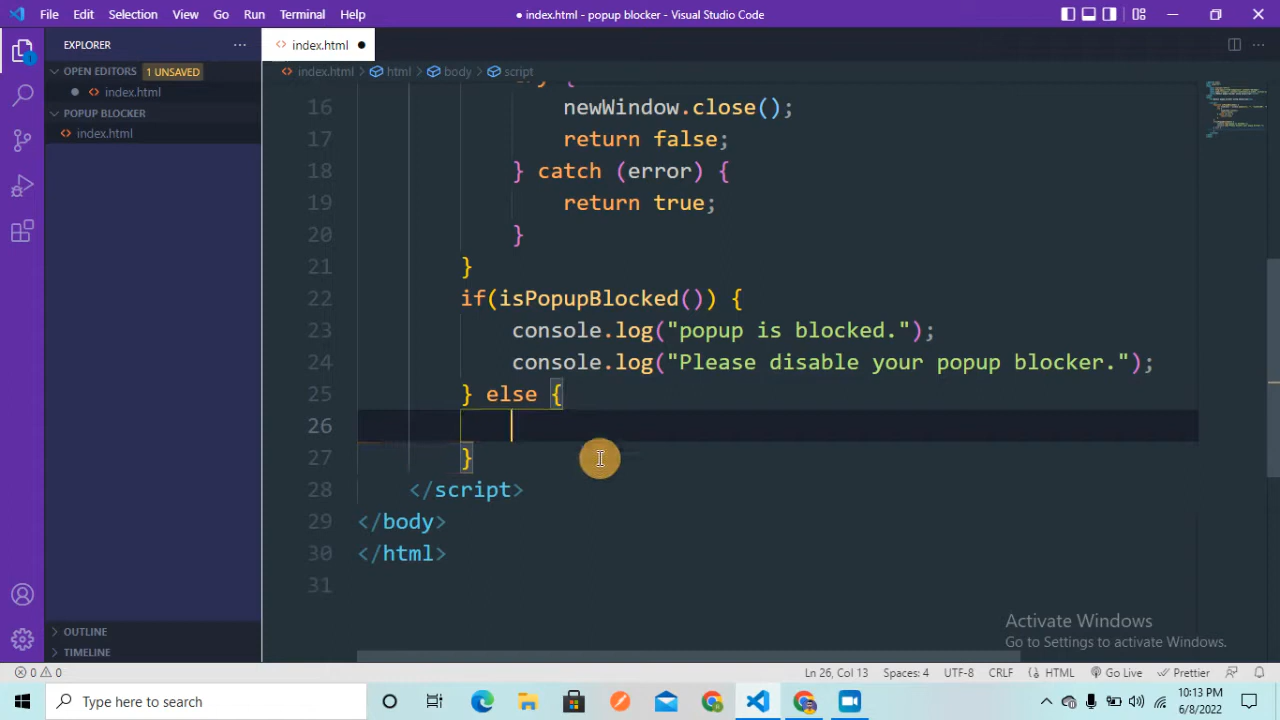 File Edit Selection View Go Run Terminal Help
● index.html - popup blocker - Visual Studio Code
EXPLORER
index.html
OPEN EDITORS 1 UNSAVED
index.html > html > body > script
index.html
POPUP BLOCKER
index.html
16 newWindow.close();
17 return false;
18 } catch (error) {
19 return true;
20 }
21 }
22 if(isPopupBlocked()) {
23 console.log("popup is blocked.");
24 console.log("Please disable your popup blocker.");
25 } else {
26
27 }
28 </script>
29 </body>
30 </html>
31
OUTLINE
TIMELINE
Activate Windows
Go to Settings to activate Windows.
0 0
Ln 26, Col 13 Spaces: 4 UTF-8 CRLF HTML Go Live Prettier
Type here to search
10:13 PM
6/8/2022